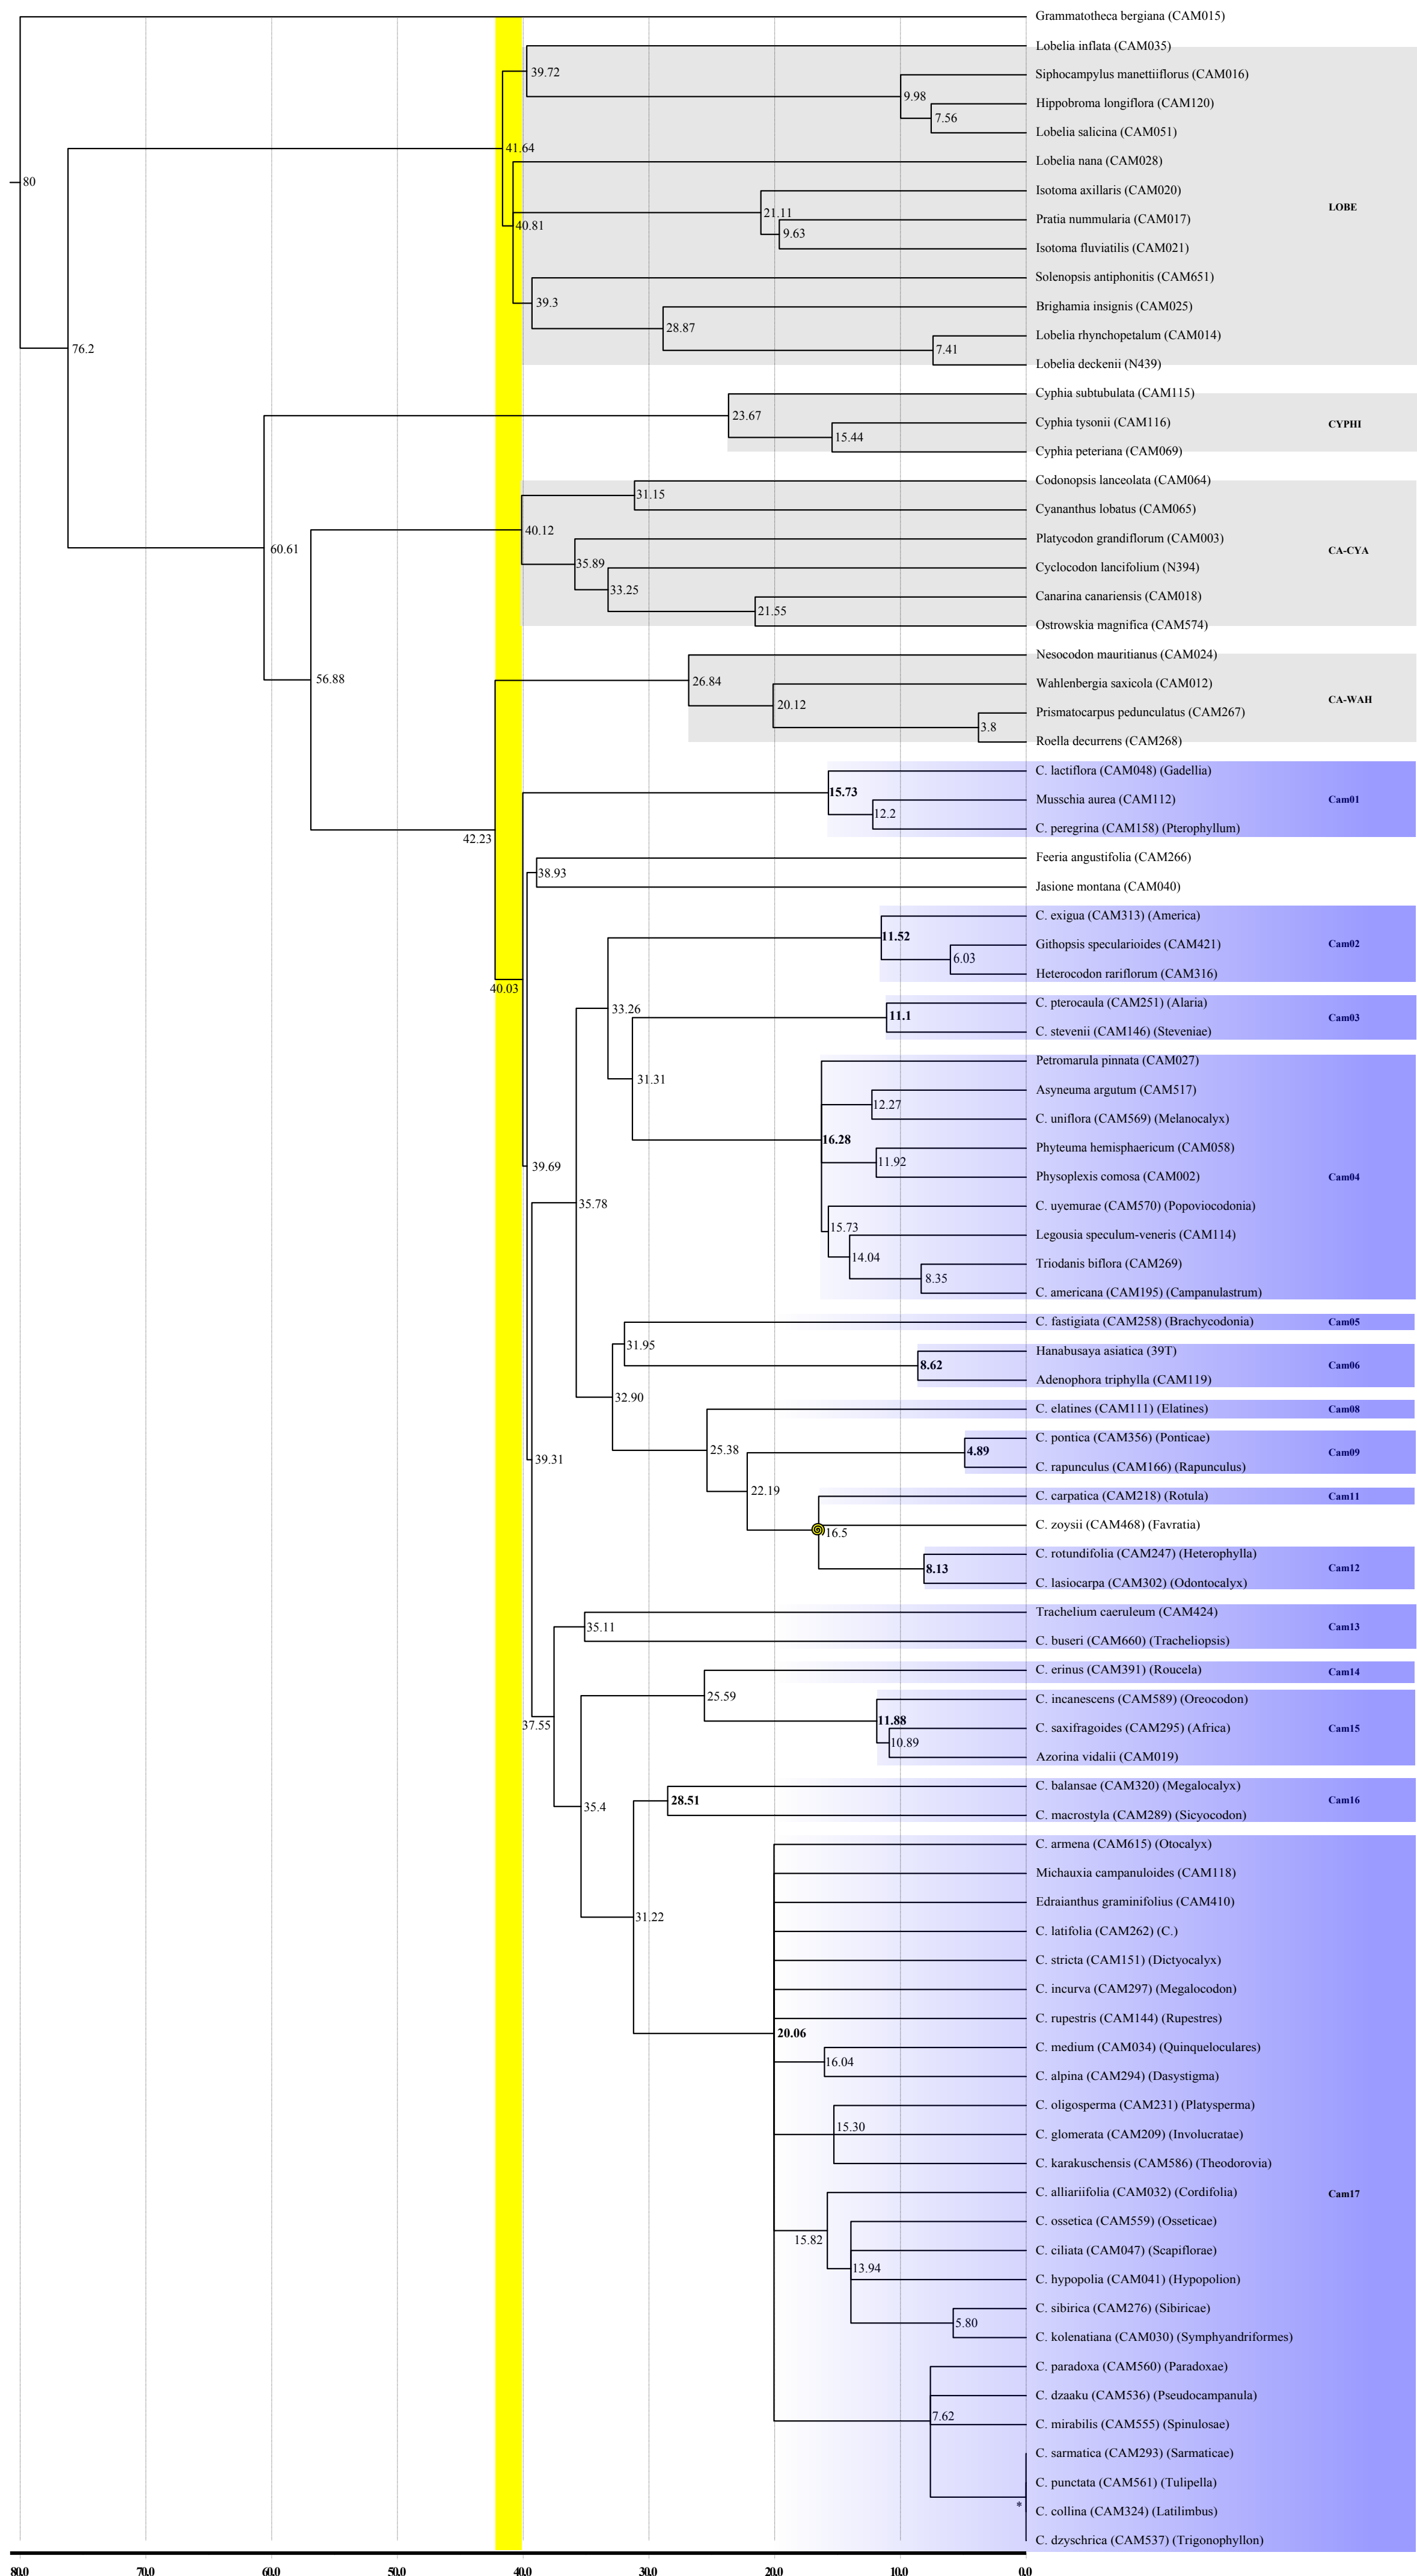 Grammatotheca bergiana (CAM015)
Lobelia inflata (CAM035)
39.72
Siphocampylus manettiiflorus (CAM016)
9.98
Hippobroma longiflora (CAM120)
7.56
Lobelia salicina (CAM051)
41.64
Lobelia nana (CAM028)
80
Isotoma axillaris (CAM020)
LOBE
21.11
Pratia nummularia (CAM017)
40.81
9.63
Isotoma fluviatilis (CAM021)
Solenopsis antiphonitis (CAM651)
39.3
Brighamia insignis (CAM025)
28.87
Lobelia rhynchopetalum (CAM014)
76.2
7.41
Lobelia deckenii (N439)
Cyphia subtubulata (CAM115)
23.67
Cyphia tysonii (CAM116)
CYPHI
15.44
Cyphia peteriana (CAM069)
Codonopsis lanceolata (CAM064)
31.15
Cyananthus lobatus (CAM065)
40.12
Platycodon grandiflorum (CAM003)
60.61
CA-CYA
35.89
Cyclocodon lancifolium (N394)
33.25
Canarina canariensis (CAM018)
21.55
Ostrowskia magnifica (CAM574)
Nesocodon mauritianus (CAM024)
56.88
26.84
Wahlenbergia saxicola (CAM012)
CA-WAH
20.12
Prismatocarpus pedunculatus (CAM267)
3.8
Roella decurrens (CAM268)
C. lactiflora (CAM048) (Gadellia)
15.73
Musschia aurea (CAM112)
Cam01
12.2
C. peregrina (CAM158) (Pterophyllum)
42.23
Feeria angustifolia (CAM266)
38.93
Jasione montana (CAM040)
C. exigua (CAM313) (America)
11.52
Githopsis specularioides (CAM421)
Cam02
6.03
Heterocodon rariflorum (CAM316)
40.03
C. pterocaula (CAM251) (Alaria)
33.26
11.1
Cam03
C. stevenii (CAM146) (Steveniae)
Petromarula pinnata (CAM027)
31.31
Asyneuma argutum (CAM517)
12.27
C. uniflora (CAM569) (Melanocalyx)
16.28
Phyteuma hemisphaericum (CAM058)
11.92
39.69
Physoplexis comosa (CAM002)
Cam04
35.78
C. uyemurae (CAM570) (Popoviocodonia)
15.73
Legousia speculum-veneris (CAM114)
14.04
Triodanis biflora (CAM269)
8.35
C. americana (CAM195) (Campanulastrum)
C. fastigiata (CAM258) (Brachycodonia)
Cam05
31.95
Hanabusaya asiatica (39T)
8.62
Cam06
Adenophora triphylla (CAM119)
32.90
C. elatines (CAM111) (Elatines)
Cam08
C. pontica (CAM356) (Ponticae)
25.38
4.89
Cam09
39.31
C. rapunculus (CAM166) (Rapunculus)
22.19
C. carpatica (CAM218) (Rotula)
Cam11
C. zoysii (CAM468) (Favratia)
16.5
C. rotundifolia (CAM247) (Heterophylla)
8.13
Cam12
C. lasiocarpa (CAM302) (Odontocalyx)
Trachelium caeruleum (CAM424)
35.11
Cam13
C. buseri (CAM660) (Tracheliopsis)
C. erinus (CAM391) (Roucela)
Cam14
25.59
C. incanescens (CAM589) (Oreocodon)
11.88
37.55
C. saxifragoides (CAM295) (Africa)
Cam15
10.89
Azorina vidalii (CAM019)
C. balansae (CAM320) (Megalocalyx)
28.51
Cam16
35.4
C. macrostyla (CAM289) (Sicyocodon)
C. armena (CAM615) (Otocalyx)
Michauxia campanuloides (CAM118)
Edraianthus graminifolius (CAM410)
31.22
C. latifolia (CAM262) (C.)
C. stricta (CAM151) (Dictyocalyx)
C. incurva (CAM297) (Megalocodon)
C. rupestris (CAM144) (Rupestres)
20.06
C. medium (CAM034) (Quinqueloculares)
16.04
C. alpina (CAM294) (Dasystigma)
C. oligosperma (CAM231) (Platysperma)
15.30
C. glomerata (CAM209) (Involucratae)
C. karakuschensis (CAM586) (Theodorovia)
C. alliariifolia (CAM032) (Cordifolia)
Cam17
C. ossetica (CAM559) (Osseticae)
15.82
C. ciliata (CAM047) (Scapiflorae)
13.94
C. hypopolia (CAM041) (Hypopolion)
C. sibirica (CAM276) (Sibiricae)
5.80
C. kolenatiana (CAM030) (Symphyandriformes)
C. paradoxa (CAM560) (Paradoxae)
C. dzaaku (CAM536) (Pseudocampanula)
7.62
C. mirabilis (CAM555) (Spinulosae)
C. sarmatica (CAM293) (Sarmaticae)
C. punctata (CAM561) (Tulipella)
*
C. collina (CAM324) (Latilimbus)
C. dzyschrica (CAM537) (Trigonophyllon)
80.0 70.0 60.0 50.0 40.0 30.0 20.0 10.0 0.0